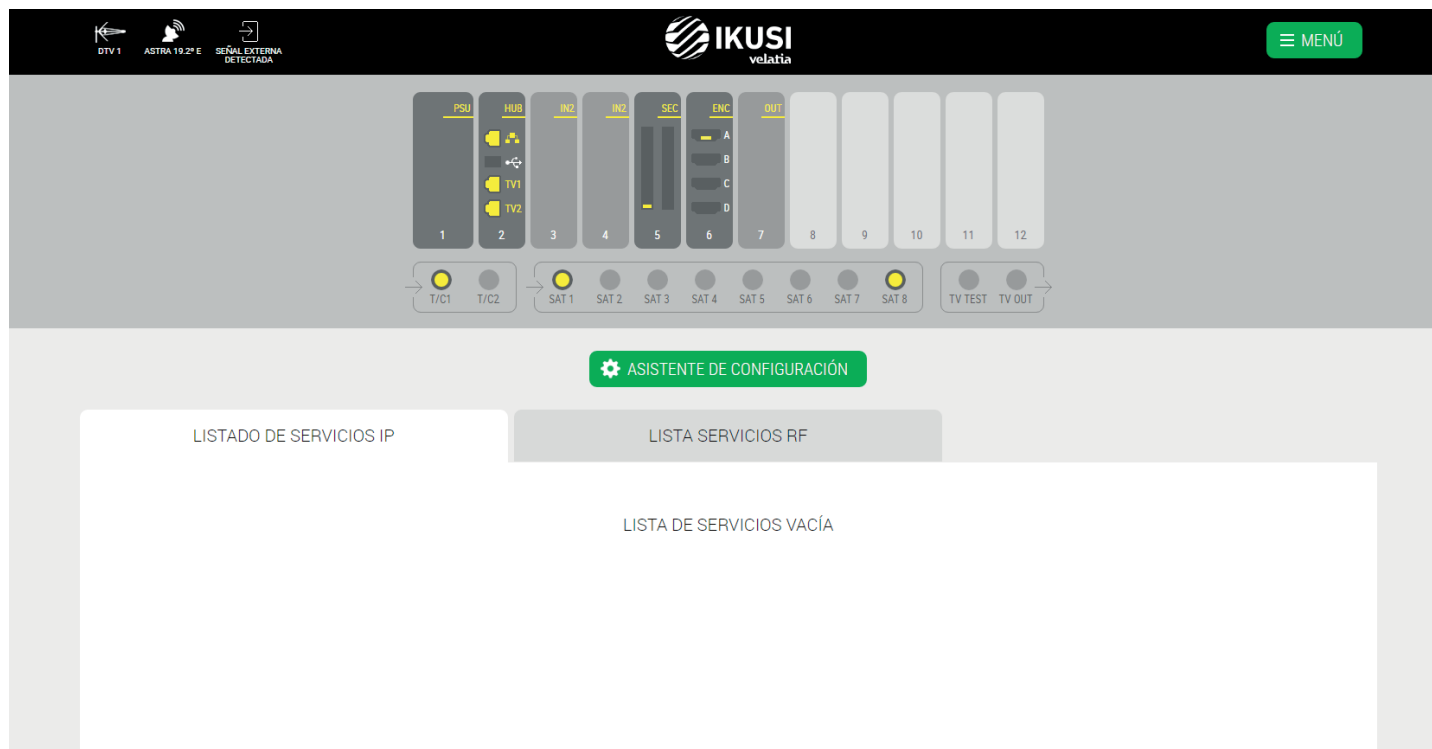 DTV 1
ASTRA 19.2º E
SEÑAL EXTERNA
DETECTADA
IKUSI
velatia
MENÚ
PSU HUB IN2 IN2 SEC ENC OUT
A
B
TV1 C
TV2 D
1 2 3 4 5 6 7 8 9 10 11 12
T/C1 T/C2 SAT 1 SAT 2 SAT 3 SAT 4 SAT 5 SAT 6 SAT 7 SAT 8 TV TEST TV OUT
ASISTENTE DE CONFIGURACIÓN
LISTADO DE SERVICIOS IP LISTA SERVICIOS RF
LISTA DE SERVICIOS VACÍA